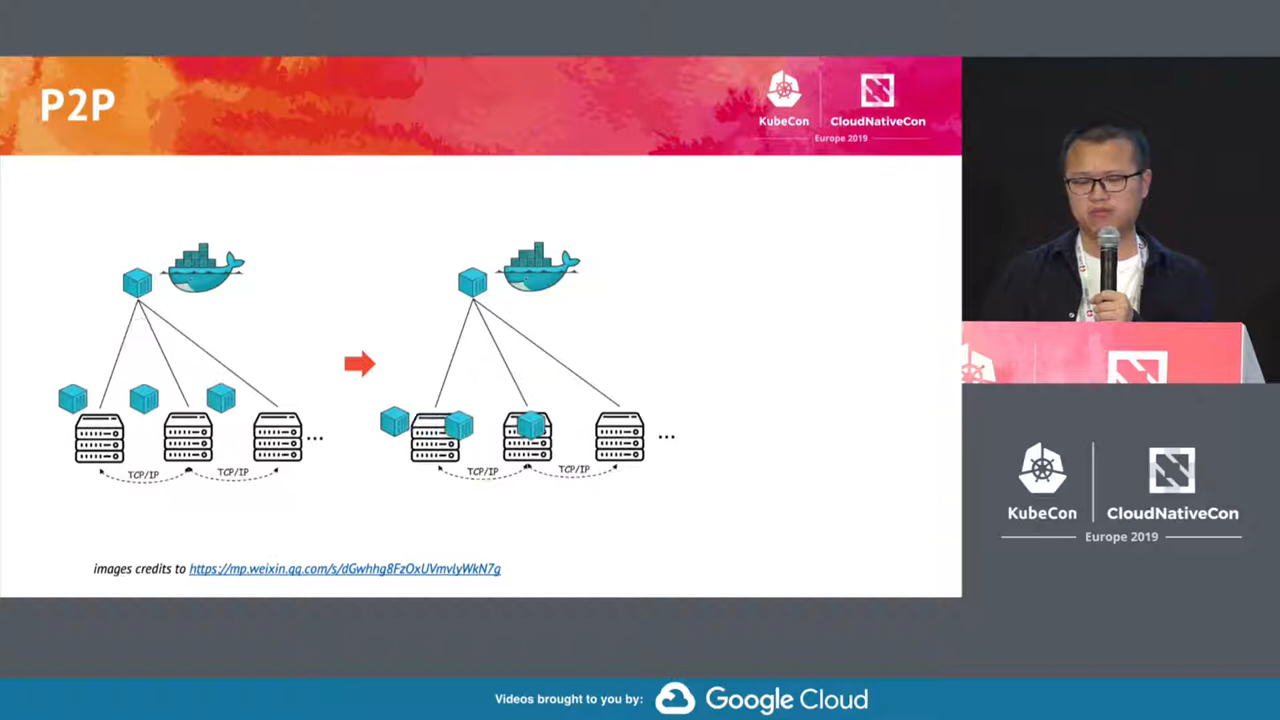 P2P
KubeCon
CloudNativeCon
Europe 2019
...
TCP/IP
TCP/IP
...
TCP/IP
TCP/IP
images credits to https://mp.weixin.qq.com/s/dGwhhg8FzOxUVmvlyWkN7g
KubeCon
CloudNativeCon
Europe 2019
Videos brought to you by:
Google Cloud